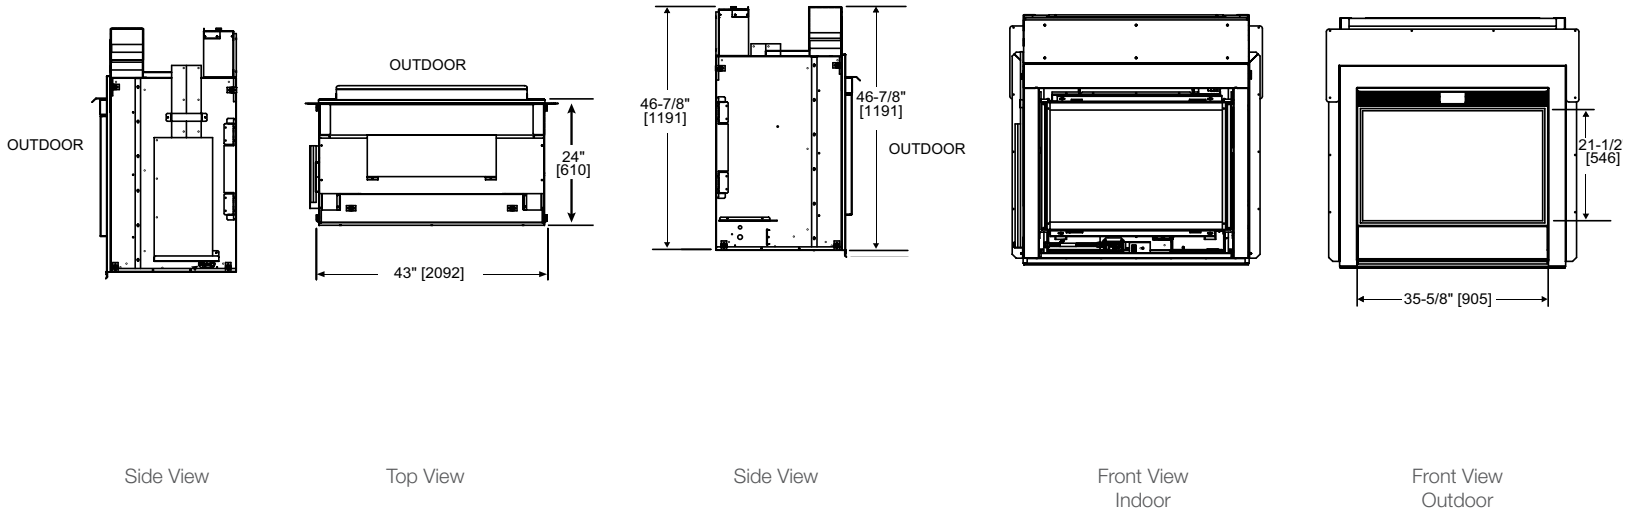 OUTDOOR
OUTDOOR
24"
[610]
43" [2092]
46-7/8"
[1191]
46-7/8"
[1191]
OUTDOOR
21-1/2
[546]
35-5/8" [905]
Side View
Top View
Side View
Front View
Indoor
Front View
Outdoor